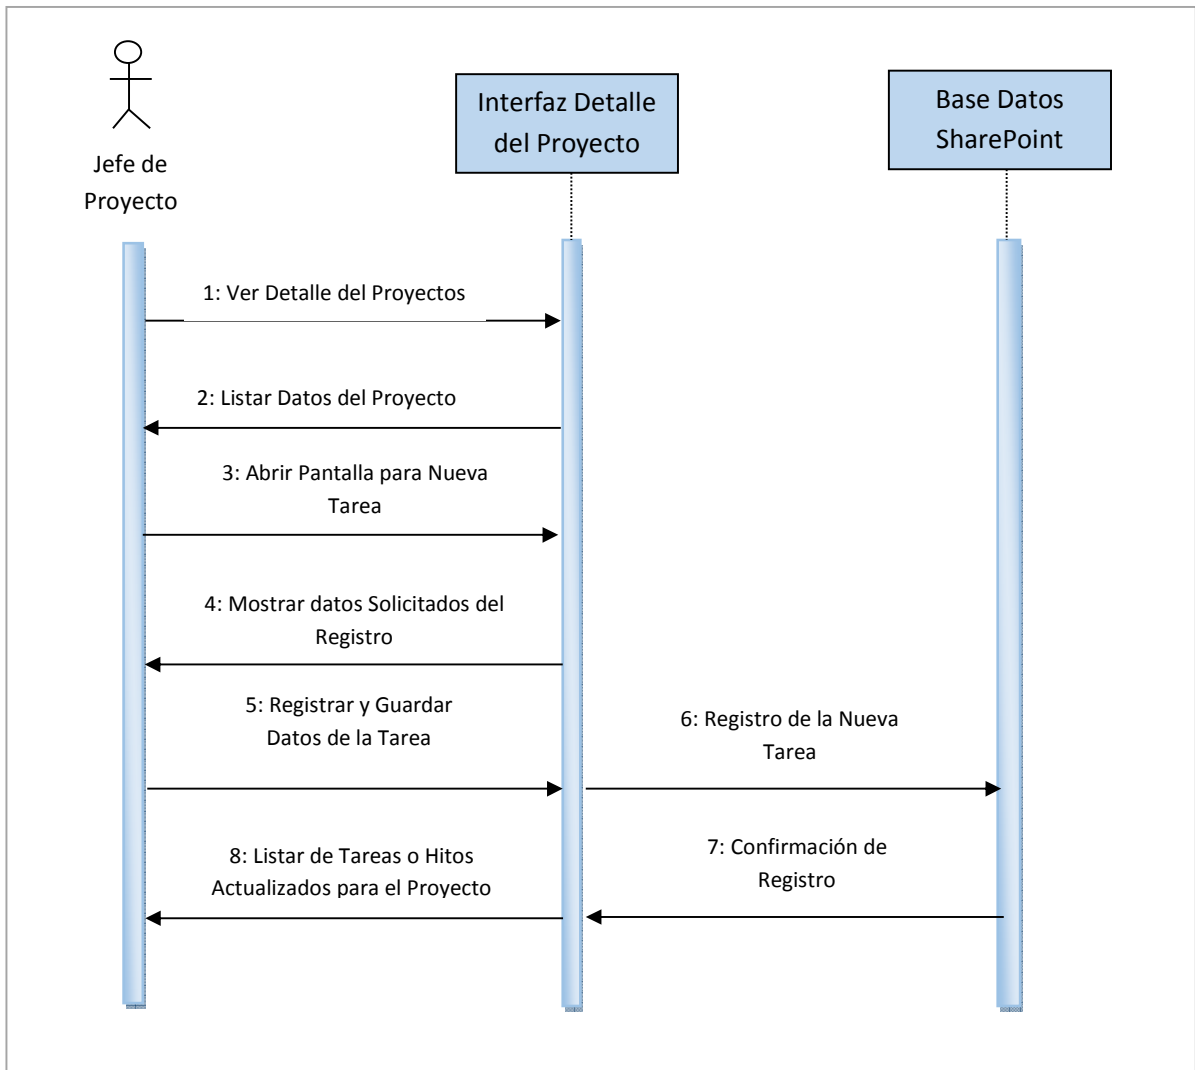 Jefe de
Proyecto
Interfaz Detalle
del Proyecto
Base Datos
SharePoint
1: Ver Detalle del Proyectos
2: Listar Datos del Proyecto
3: Abrir Pantalla para Nueva
Tarea
4: Mostrar datos Solicitados del
Registro
5: Registrar y Guardar
Datos de la Tarea
6: Registro de la Nueva
Tarea
7: Confirmación de
Registro
8: Listar de Tareas o Hitos
Actualizados para el Proyecto